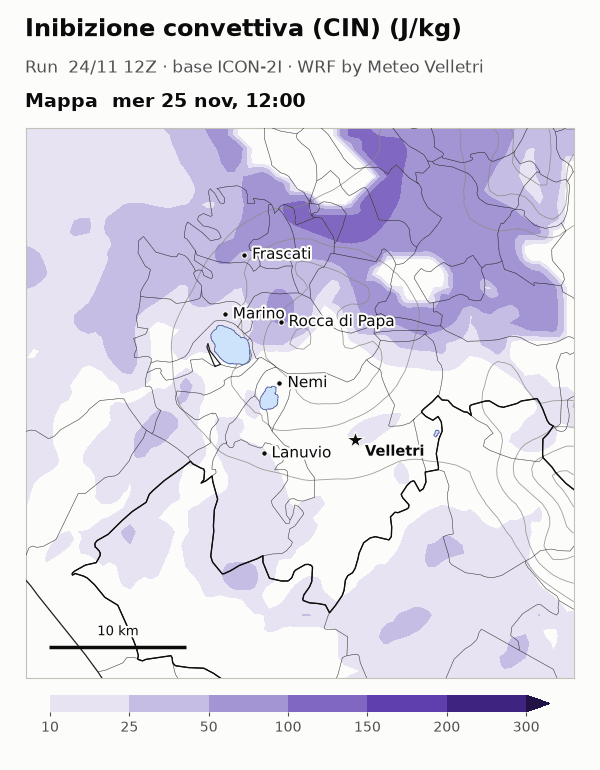 Inibizione convettiva (CIN) (J/kg)
Run  24/11 12Z · base ICON-2I · WRF by Meteo Velletri
Mappa  mer 25 nov, 12:00
Frascati
Marino
Rocca di Papa
Nemi
Velletri
Lanuvio
10 km
10 25 50 100 150 200 300